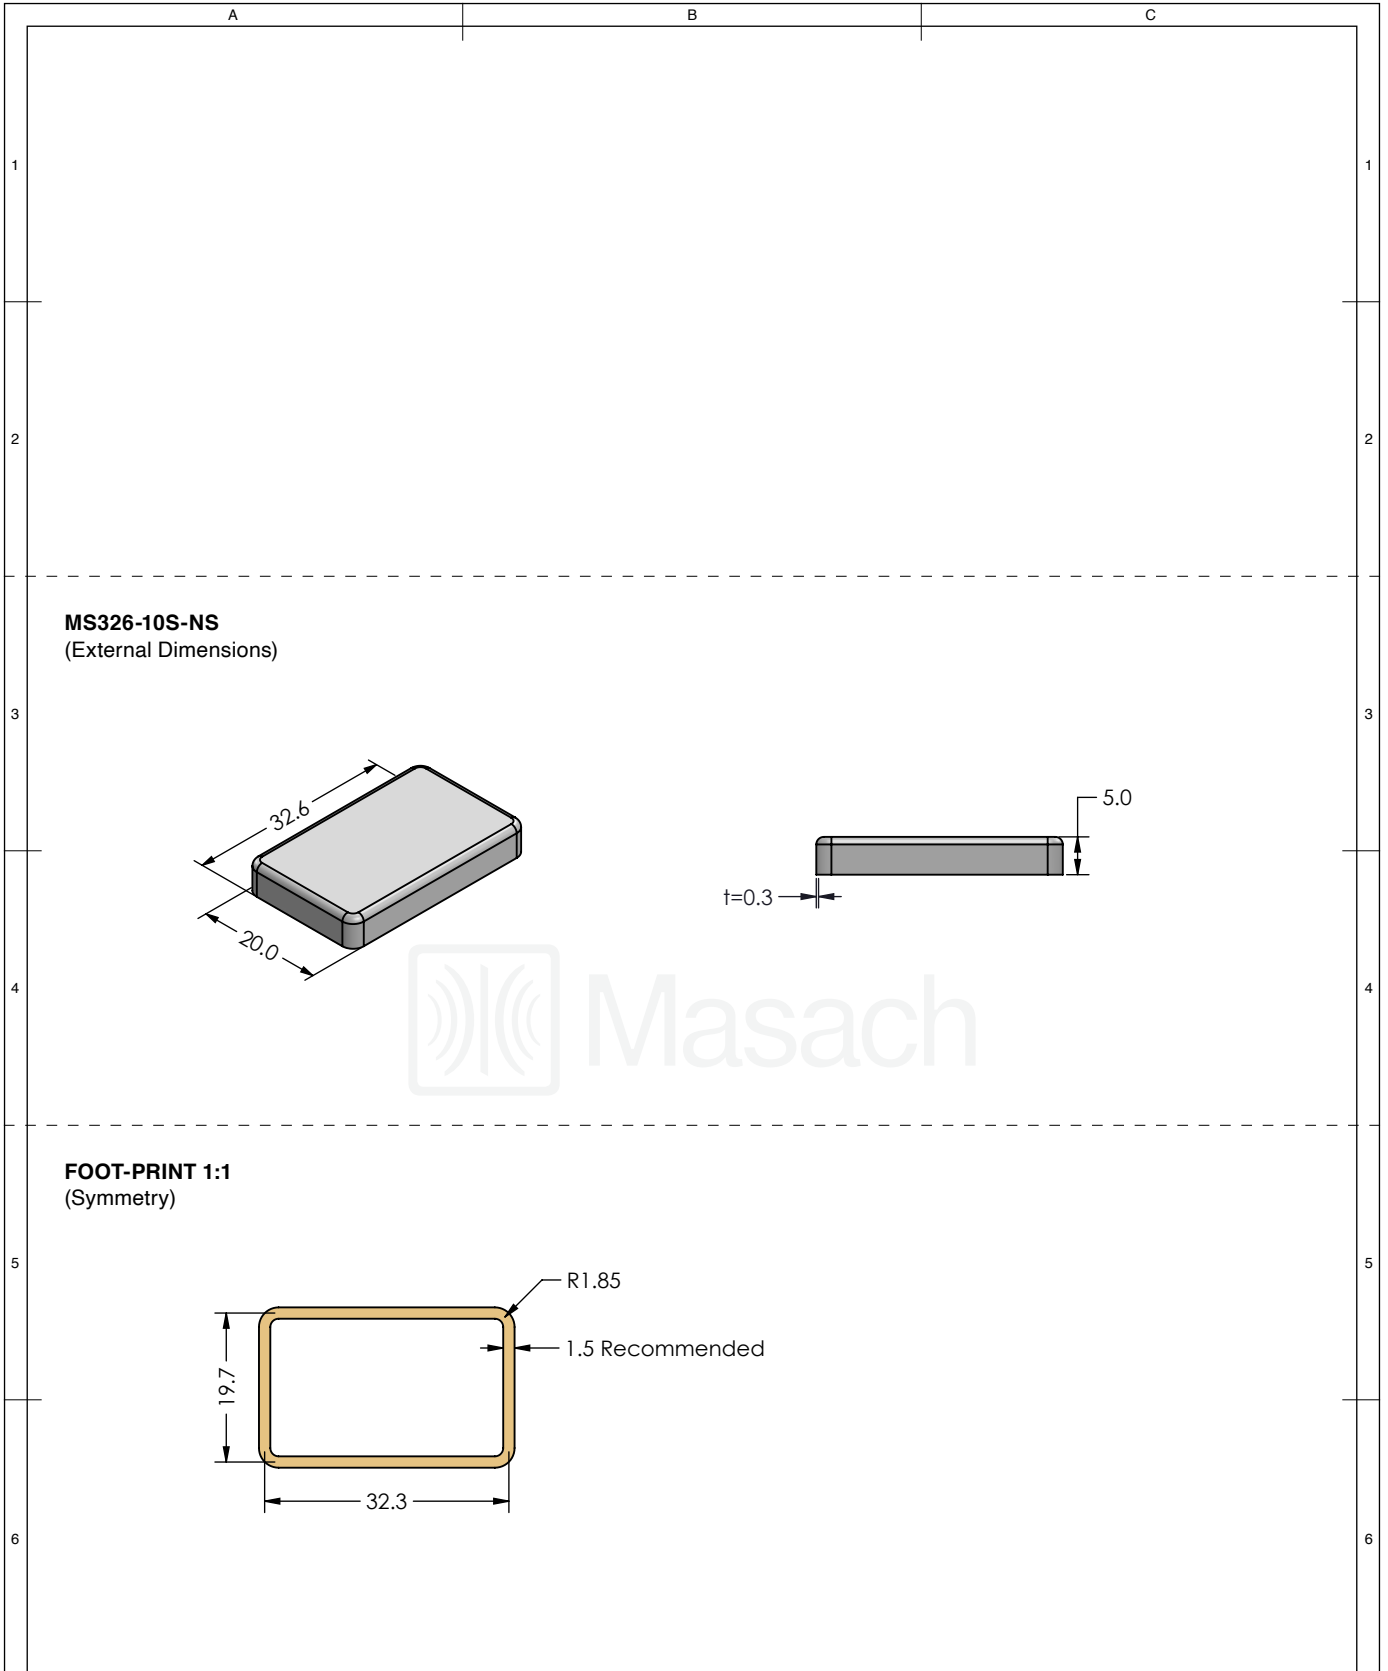 A B C
1 1
2 2
MS326-10S-NS
(External Dimensions)
3 3
32.6
5.0
t=0.3
20.0
4 4
Masach
FOOT-PRINT 1:1
(Symmetry)
5 5
R1.85
1.5 Recommended
19.7
32.3
6 6